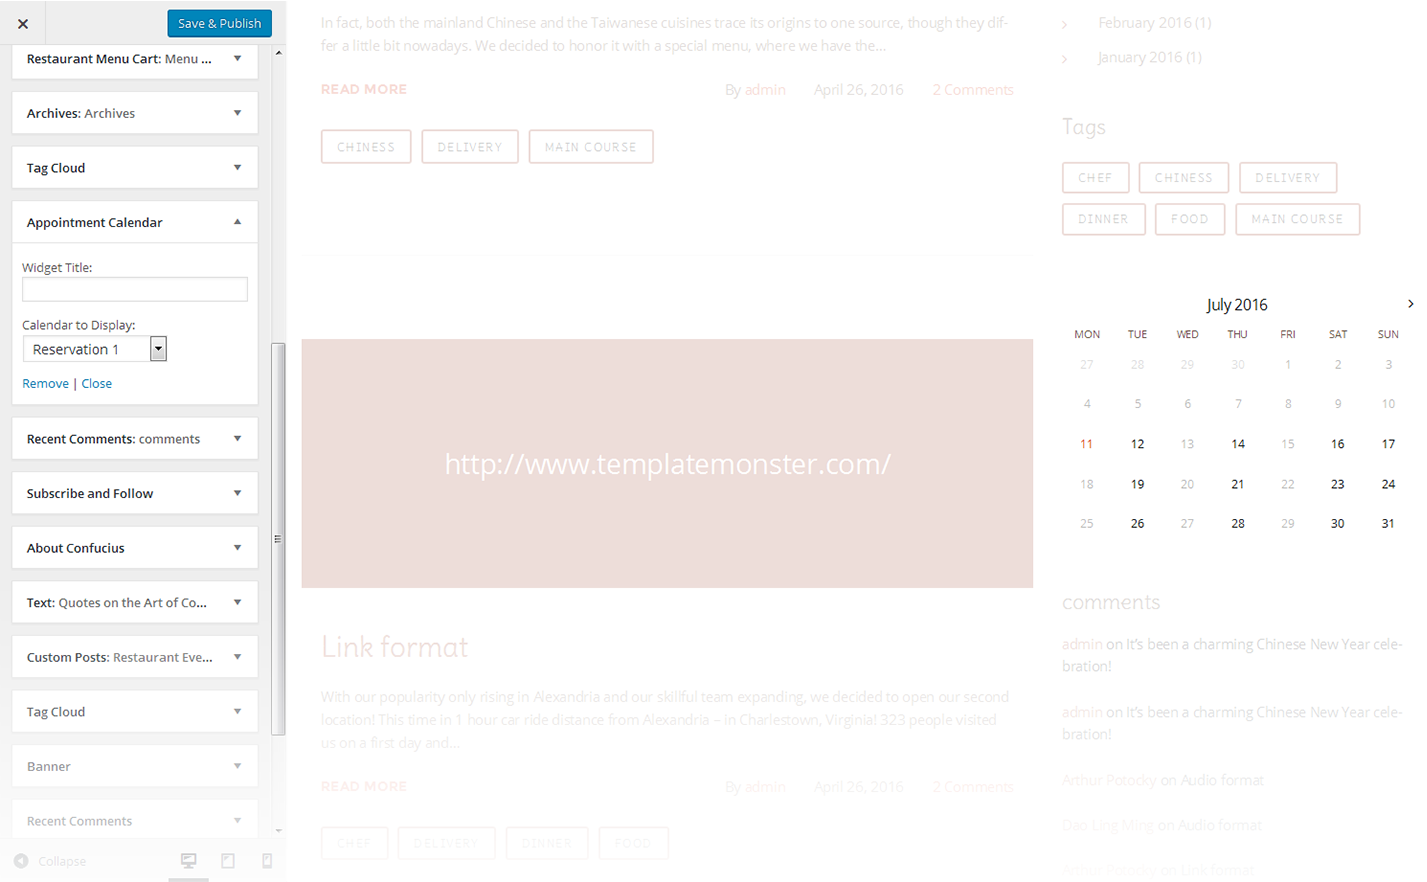 Save & Publish
Restaurant Menu Cart: Menu ...
Archives: Archives
Tag Cloud
Appointment Calendar
Widget Title:
Calendar to Display:
Reservation 1
Remove | Close
Recent Comments: comments
Subscribe and Follow
About Confucius
Text: Quotes on the Art of Co...
Custom Posts: Restaurant Eve...
Tag Cloud
Banner
Recent Comments
Collapse
In fact, both the mainland Chinese and the Taiwanese cuisines trace its origins to one source, though they dif-
fer a little bit nowadays. We decided to honor it with a special menu, where we have the...
READ MORE By admin April 26, 2016 2 Comments
CHINESS DELIVERY MAIN COURSE
http://www.templatemonster.com/
Link format
With our popularity only rising in Alexandria and our skillful team expanding, we decided to open our second
location! This time in 1 hour car ride distance from Alexandria – in Charlestown, Virginia! 323 people visited
us on a first day and...
READ MORE By admin April 26, 2016 2 Comments
CHEF DELIVERY DINNER FOOD
February 2016 (1)
January 2016 (1)
Tags
CHEF CHINESS DELIVERY
DINNER FOOD MAIN COURSE
July 2016
MON TUE WED THU FRI SAT SUN
27 28 29 30 1 2 3
4 5 6 7 8 9 10
11 12 13 14 15 16 17
18 19 20 21 22 23 24
25 26 27 28 29 30 31
comments
admin on It's been a charming Chinese New Year cele-
bration!
admin on It's been a charming Chinese New Year cele-
bration!
Arthur Potocky on Audio format
Dao Ling Ming on Audio format
Arthur Potocky on Link format